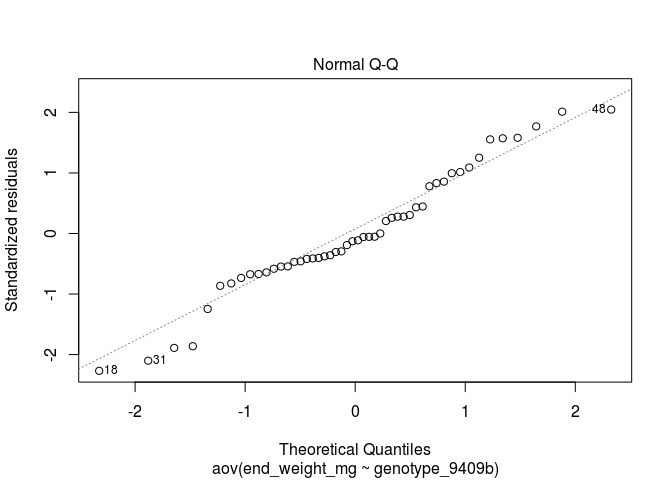 Normal Q-Q
Standardized residuals
2
1
0
-1
-2
48
31
18
-2 -1 0 1 2
Theoretical Quantiles
aov(end_weight_mg ~ genotype_9409b)